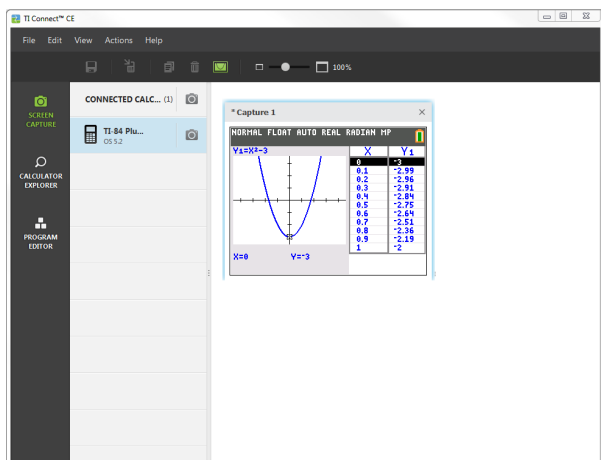 TI Connect™ CE
File Edit View Actions Help
100%
SCREEN
CAPTURE
CALCULATOR
EXPLORER
PROGRAM
EDITOR
CONNECTED CALC... (1)
TI-84 Plu...
OS 5.2
*Capture 1
NORMAL FLOAT AUTO REAL RADIAN MP
Y₁=X²-3
X Y₁
0 -3
0.1 -2.99
0.2 -2.96
0.3 -2.91
0.4 -2.84
0.5 -2.75
0.6 -2.64
0.7 -2.51
0.8 -2.36
0.9 -2.19
1 -2
X=0 Y=-3